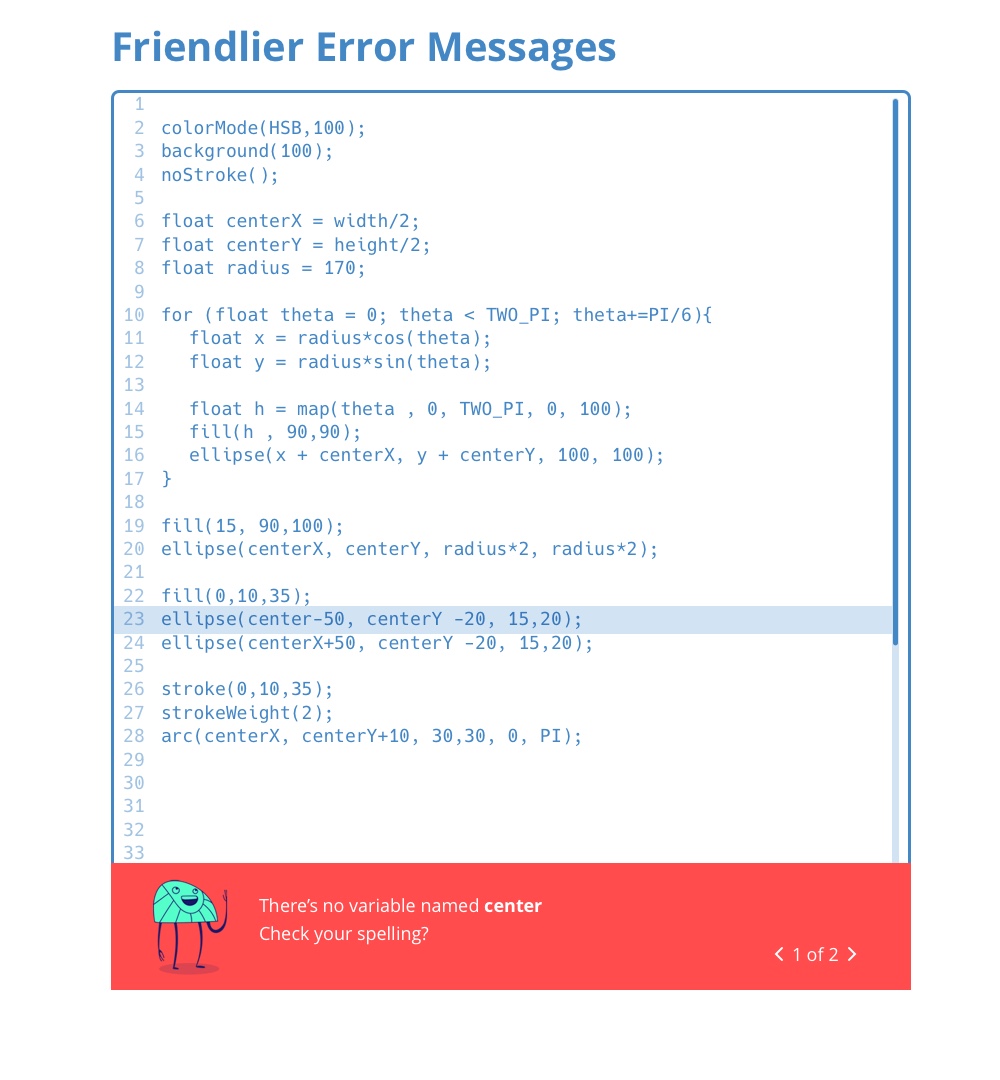 Friendlier Error Messages
1
2 colorMode(HSB,100);
3 background(100);
4 noStroke();
5
6 float centerX = width/2;
7 float centerY = height/2;
8 float radius = 170;
9
10 for (float theta = 0; theta < TWO_PI; theta+=PI/6){
11 float x = radius*cos(theta);
12 float y = radius*sin(theta);
13
14 float h = map(theta , 0, TWO_PI, 0, 100);
15 fill(h , 90,90);
16 ellipse(x + centerX, y + centerY, 100, 100);
17 }
18
19 fill(15, 90,100);
20 ellipse(centerX, centerY, radius*2, radius*2);
21
22 fill(0,10,35);
23 ellipse(center-50, centerY -20, 15,20);
24 ellipse(centerX+50, centerY -20, 15,20);
25
26 stroke(0,10,35);
27 strokeWeight(2);
28 arc(centerX, centerY+10, 30,30, 0, PI);
29
30
31
32
33
There’s no variable named center
Check your spelling?
1 of 2